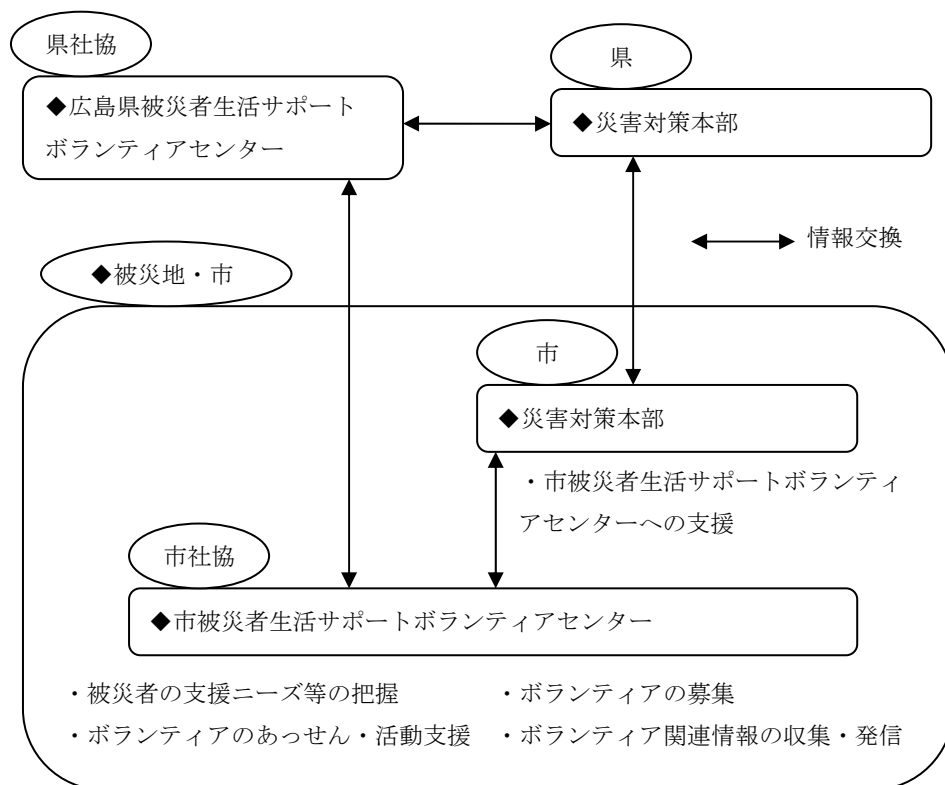 県社協
県
◆広島県被災者生活サポート
ボランティアセンター
◆災害対策本部
情報交換
◆被災地・市
市
◆災害対策本部
・市被災者生活サポートボランティ
アセンターへの支援
市社協
◆市被災者生活サポートボランティアセンター
・被災者の支援ニーズ等の把握
・ボランティアの募集
・ボランティアのあっせん・活動支援
・ボランティア関連情報の収集・発信